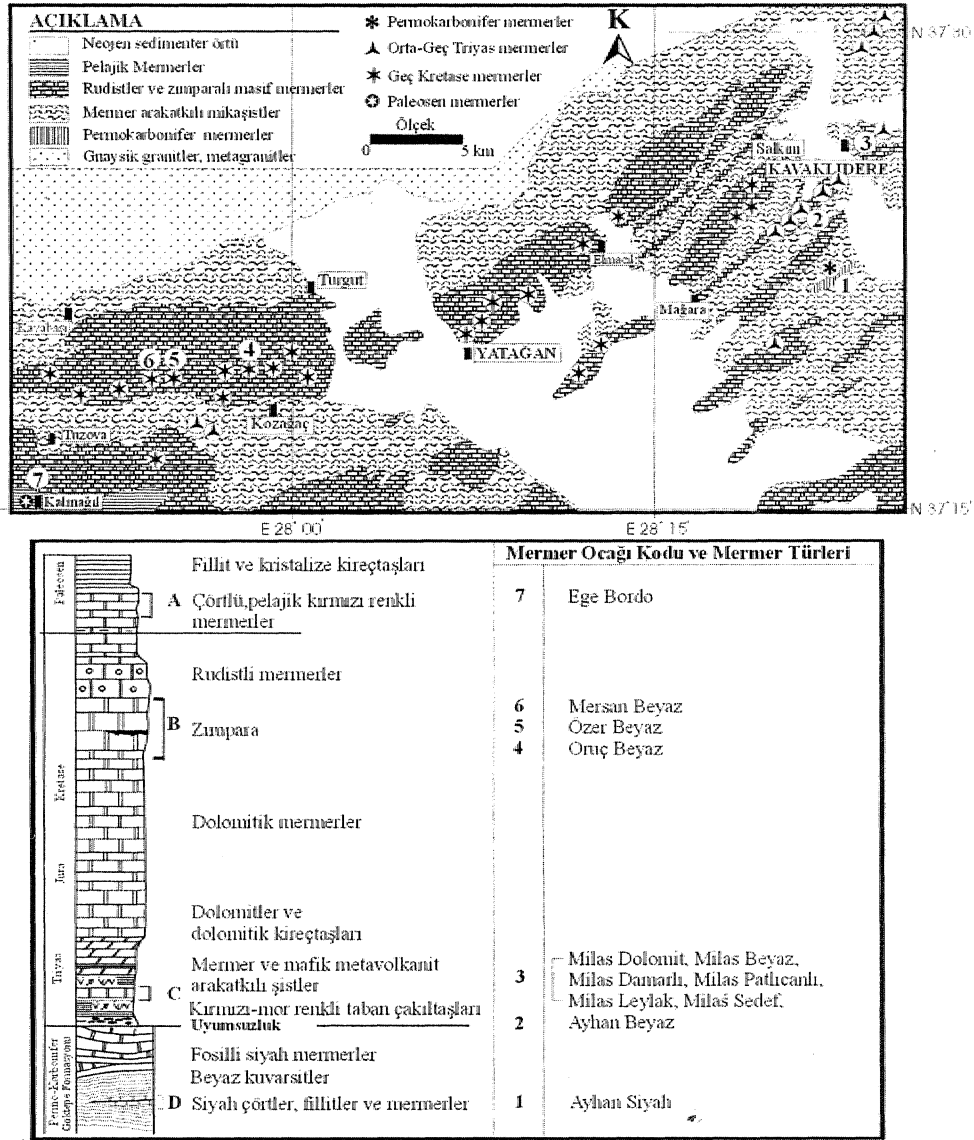 AÇIKLAMA
Neojen sedimenter örtü
Pelajik Mermerler
Rudistler ve zımparalı masif mermerler
Mermer arakatkılı mikaşistler
Permokarbonifer mermerler
Gnaysik granitler, metagranitler
Permokarbonifer mermerler
Orta-Geç Triyas mermerler
Geç Kretase mermerler
Paleosen mermerler
Ölçek
0 5 km
K
N 37˚30
Salkım
3
KAVAKLIDERE
2
1
Turgut
Mağara
YATAĞAN
6 5 4
Kozağaç
Tuzova
7
Kalınağıl
N 37˚15'
E 28˚00'
E 28˚15'
Mermer Ocağı Kodu ve Mermer Türleri
Paleosen
Fillit ve kristalize kireçtaşları
A Çörtlü,pelajik kırmızı renkli
mermerler
7 Ege Bordo
Kretase
Rudistli mermerler
B Zımpara
6 Mersan Beyaz
5 Özer Beyaz
4 Oruç Beyaz
Dolomitik mermerler
Jura
Dolomitler ve
dolomitik kireçtaşları
Triyas
Mermer ve mafik metavolkanit
arakatkılı şistler
C
Kırmızı-mor renkli taban çakıltaşları
Uyumsuzluk
3 Milas Dolomit, Milas Beyaz,
Milas Damarlı, Milas Patlıcanlı,
Milas Leylak, Milas Sedef,
2 Ayhan Beyaz
Permo-Karbonifer
Göktepe Formasyonu
Fosilli siyah mermerler
Beyaz kuvarsitler
D Siyah çörtler, fillitler ve mermerler
1 Ayhan Siyah